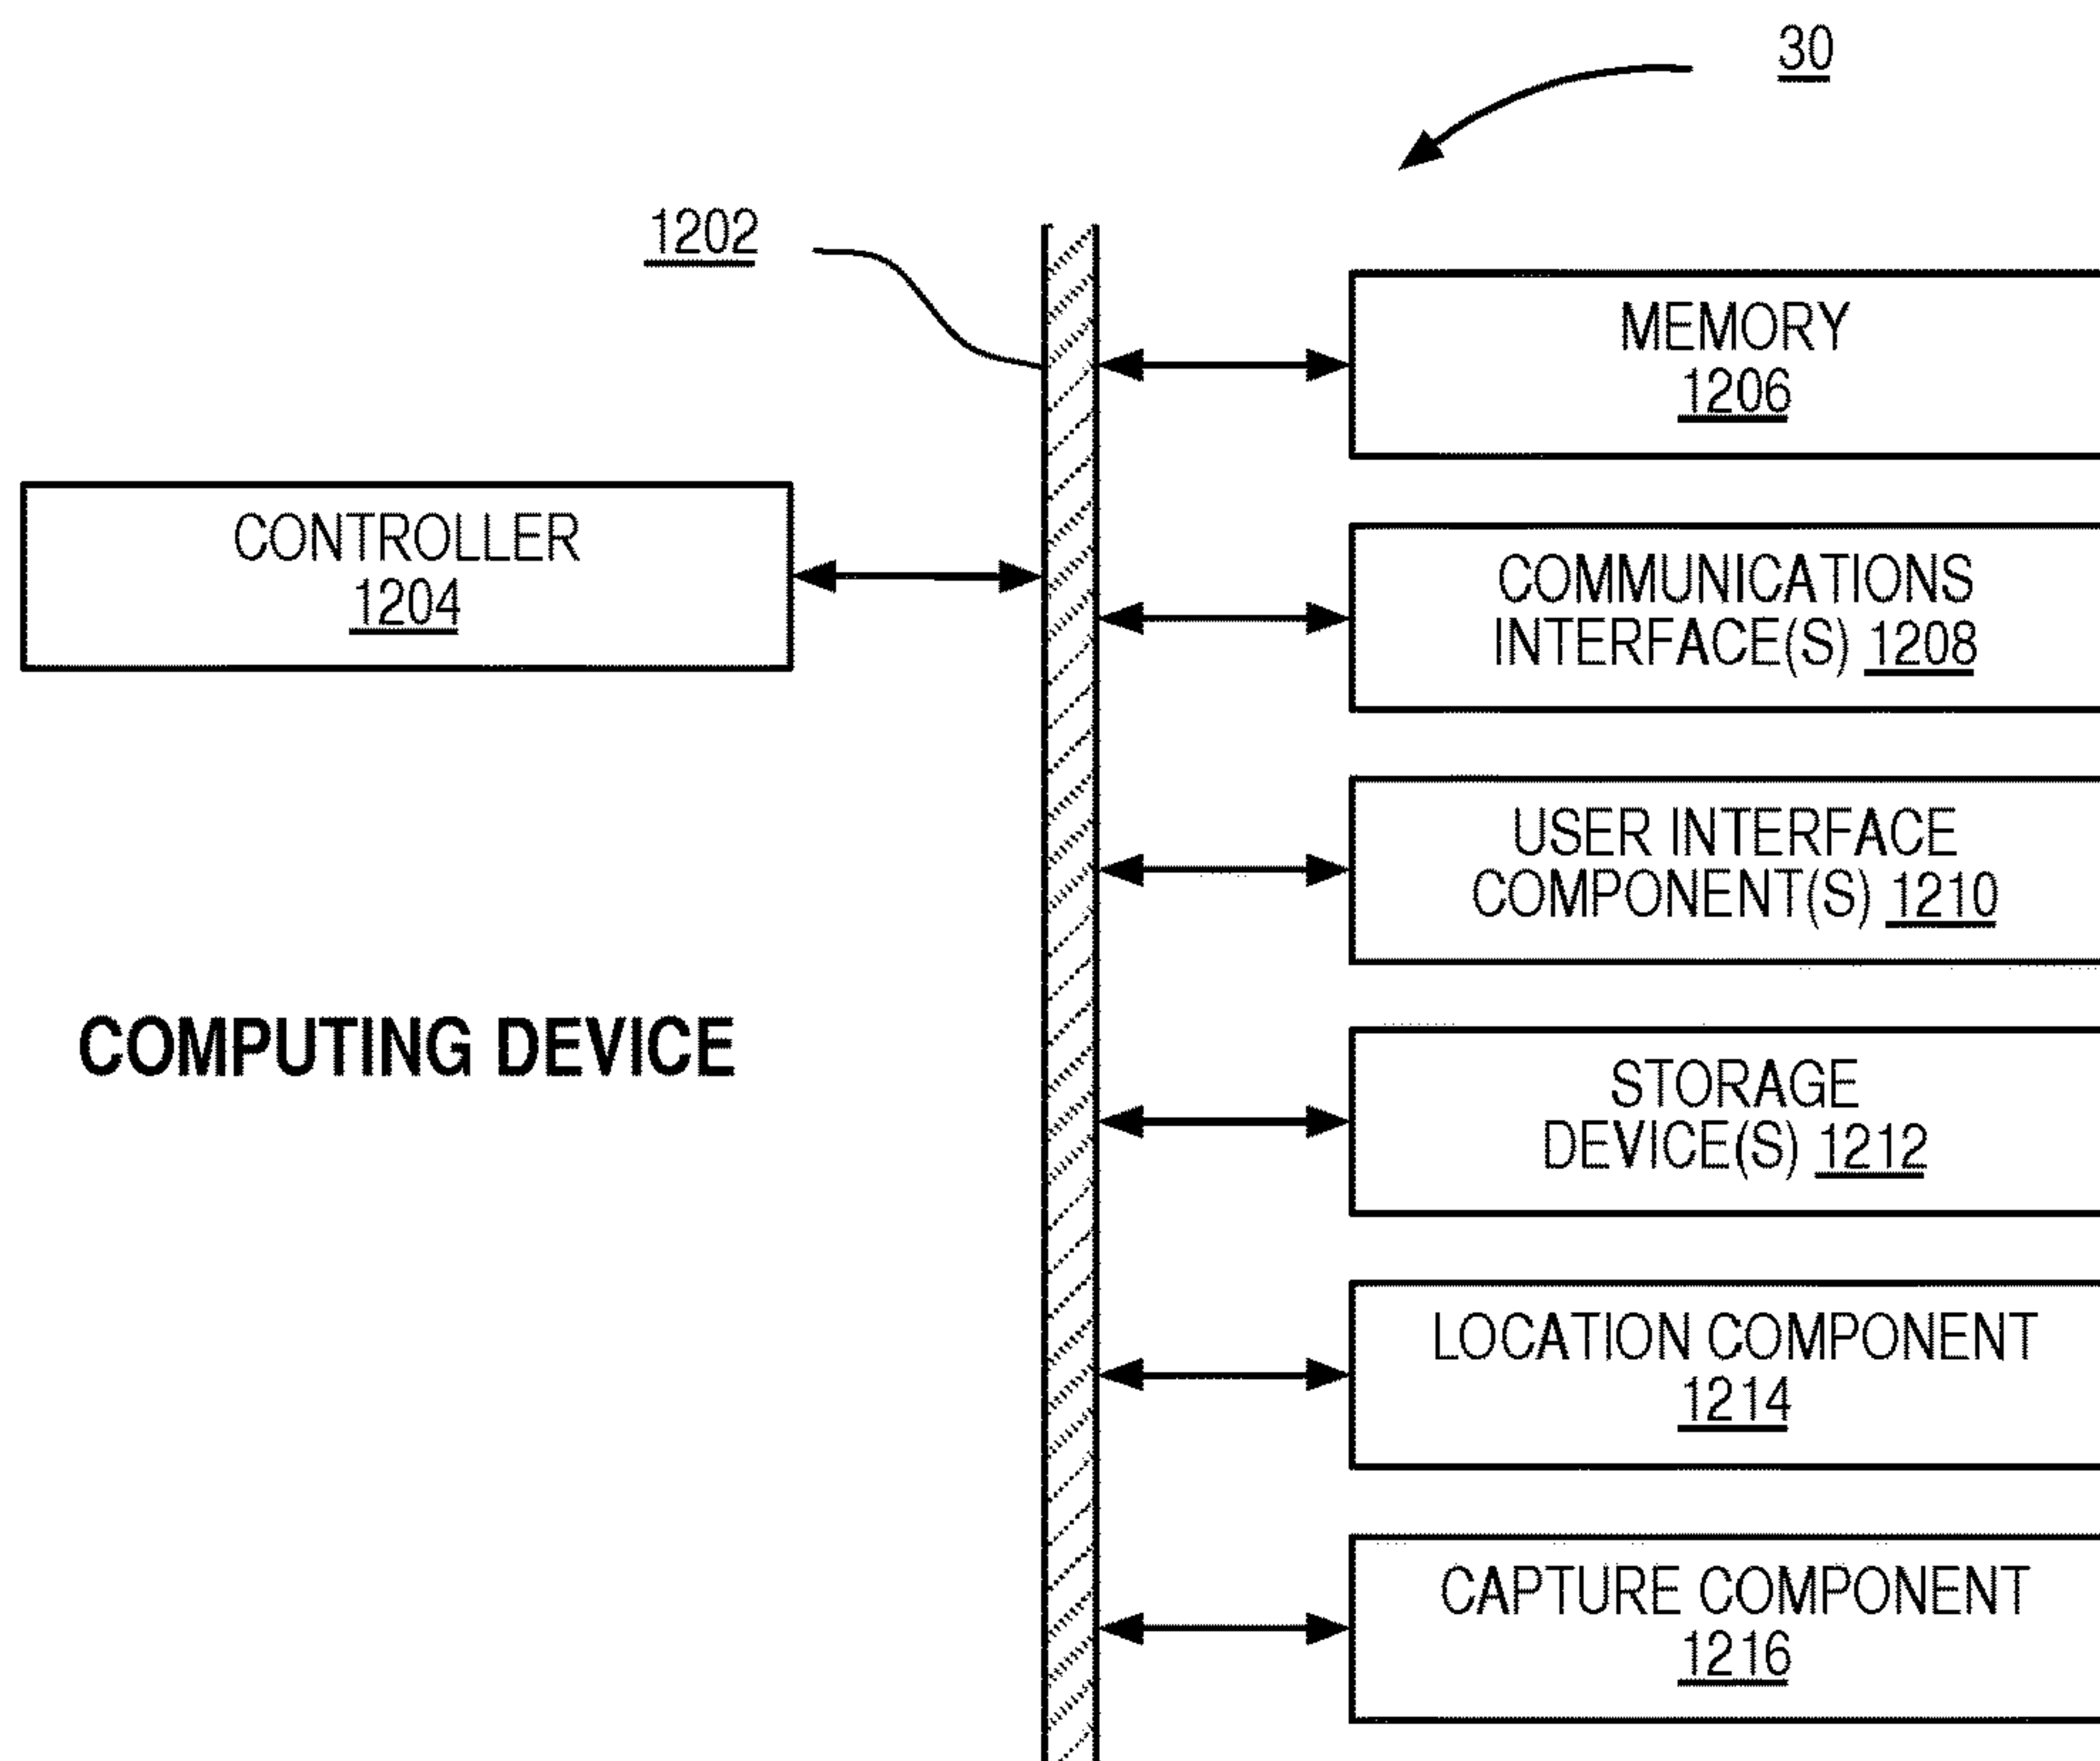 30
1202
MEMORY
1206
CONTROLLER
1204
COMMUNICATIONS
INTERFACE(S) 1208
USER INTERFACE
COMPONENT(S) 1210
COMPUTING DEVICE
STORAGE
DEVICE(S) 1212
LOCATION COMPONENT
1214
CAPTURE COMPONENT
1216